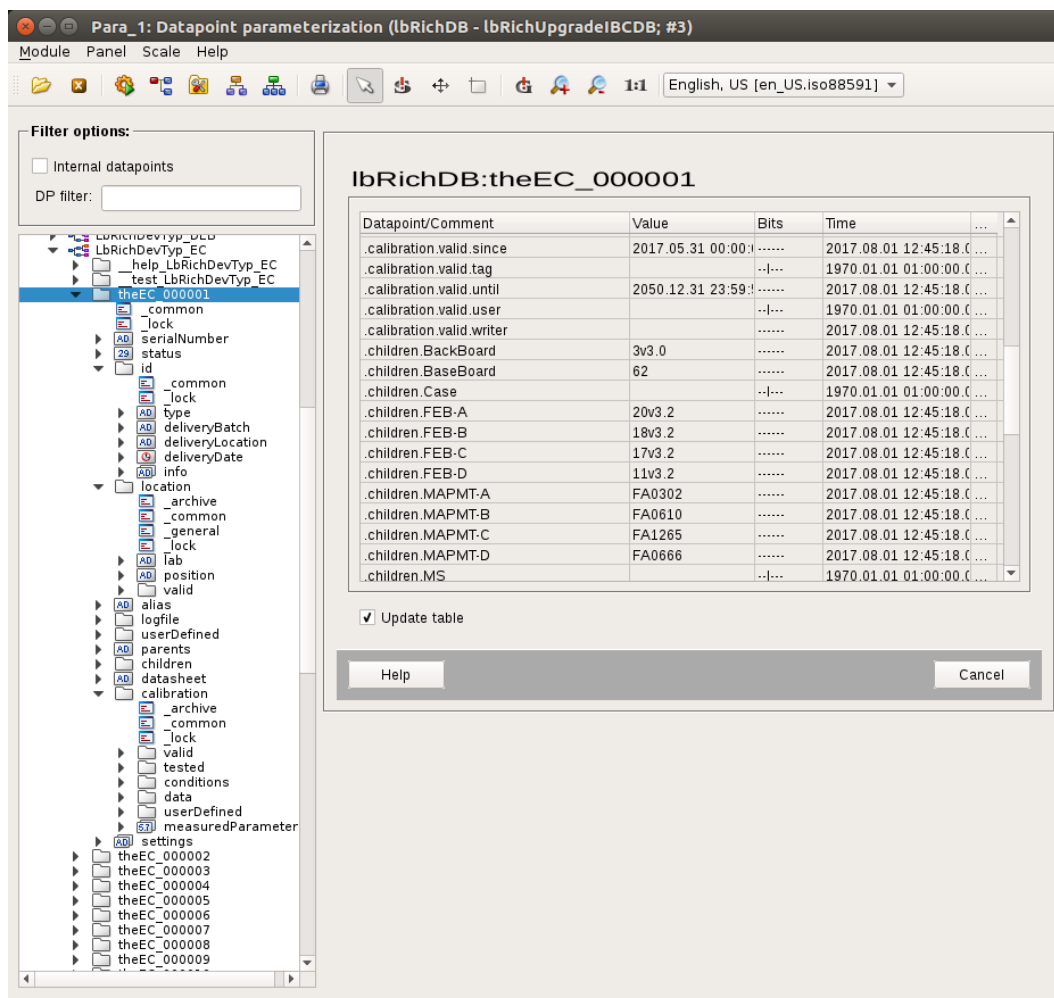 Para_1: Datapoint parameterization (lbRichDB - lbRichUpgradeIBCDB; #3)
Module Panel Scale Help
1:1 English, US [en_US.iso88591]
Filter options:
Internal datapoints
DP filter:
LbRichDevTyp_DLB
LbRichDevTyp_EC
__help_LbRichDevTyp_EC
__test_LbRichDevTyp_EC
theEC_000001
_common
_lock
serialNumber
status
id
_common
_lock
type
deliveryBatch
deliveryLocation
deliveryDate
info
location
_archive
_common
_general
_lock
lab
position
valid
alias
logfile
userDefined
parents
children
datasheet
calibration
_archive
_common
_lock
valid
tested
conditions
data
userDefined
measuredParameter
settings
theEC_000002
theEC_000003
theEC_000004
theEC_000005
theEC_000006
theEC_000007
theEC_000008
theEC_000009
lbRichDB:theEC_000001
Datapoint/Comment Value Bits Time ...
.calibration.valid.since 2017.05.31 00:00: ------ 2017.08.01 12:45:18.0 ...
.calibration.valid.tag --|--- 1970.01.01 01:00:00.0 ...
.calibration.valid.until 2050.12.31 23:59: ------ 2017.08.01 12:45:18.0 ...
.calibration.valid.user --|--- 1970.01.01 01:00:00.0 ...
.calibration.valid.writer ------ 2017.08.01 12:45:18.0 ...
.children.BackBoard 3v3.0 ------ 2017.08.01 12:45:18.0 ...
.children.BaseBoard 62 ------ 2017.08.01 12:45:18.0 ...
.children.Case --|--- 1970.01.01 01:00:00.0 ...
.children.FEB-A 20v3.2 ------ 2017.08.01 12:45:18.0 ...
.children.FEB-B 18v3.2 ------ 2017.08.01 12:45:18.0 ...
.children.FEB-C 17v3.2 ------ 2017.08.01 12:45:18.0 ...
.children.FEB-D 11v3.2 ------ 2017.08.01 12:45:18.0 ...
.children.MAPMT-A FA0302 ------ 2017.08.01 12:45:18.0 ...
.children.MAPMT-B FA0610 ------ 2017.08.01 12:45:18.0 ...
.children.MAPMT-C FA1265 ------ 2017.08.01 12:45:18.0 ...
.children.MAPMT-D FA0666 ------ 2017.08.01 12:45:18.0 ...
.children.MS --|--- 1970.01.01 01:00:00.0 ...
Update table
Help Cancel